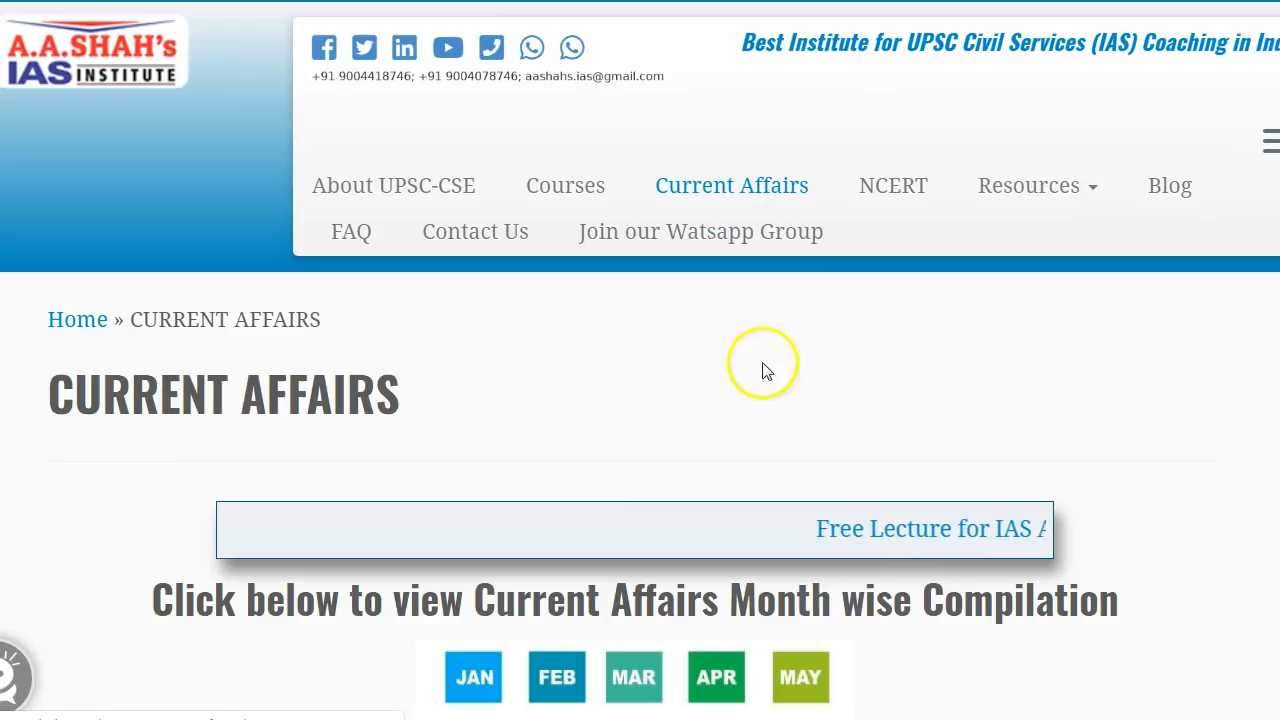 A.A.SHAH's
IAS INSTITUTE
Best Institute for UPSC Civil Services (IAS) Coaching in
+91 9004418746; +91 9004078746; aashahs.ias@gmail.com
About UPSC-CSE Courses Current Affairs NCERT Resources Blog
FAQ Contact Us Join our Watsapp Group
Home » CURRENT AFFAIRS
CURRENT AFFAIRS
Free Lecture for IAS
Click below to view Current Affairs Month wise Compilation
JAN FEB MAR APR MAY